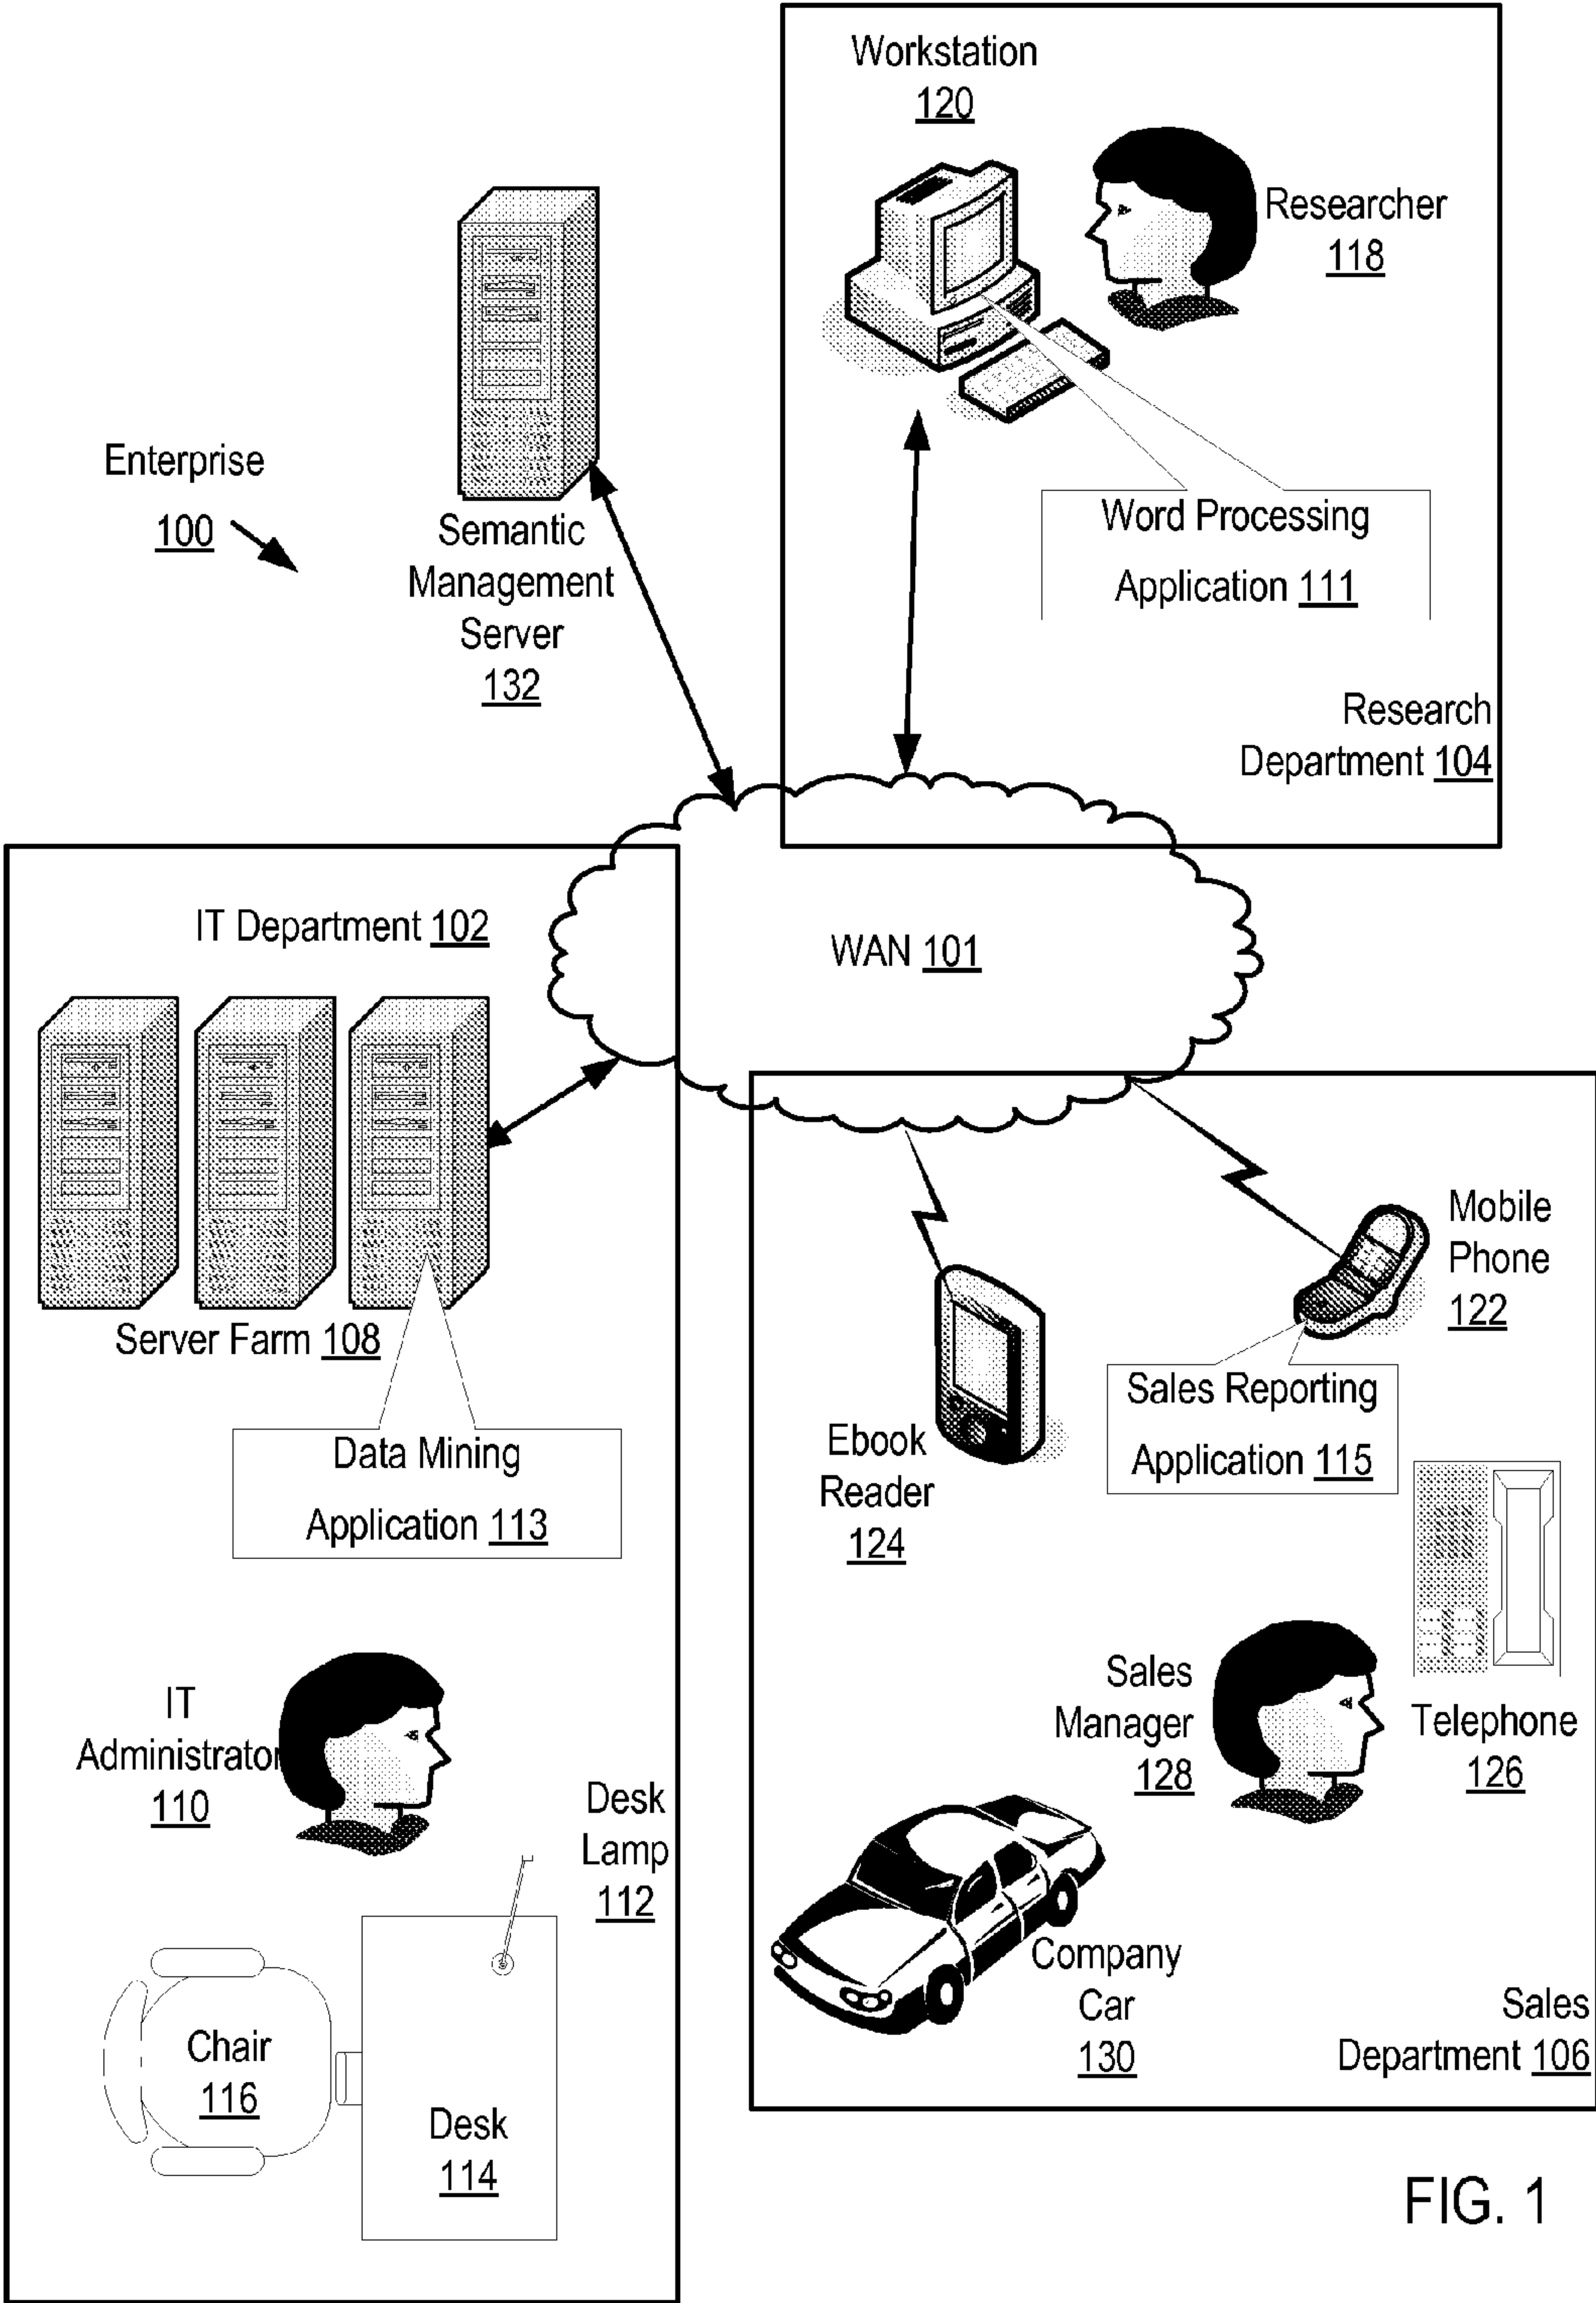 Workstation
120
Researcher
118
Word Processing
Application 111
Research
Department 104
Enterprise
100
Semantic
Management
Server
132
WAN 101
IT Department 102
Server Farm 108
Data Mining
Application 113
IT
Administrator
110
Desk
Lamp
112
Chair
116
Desk
114
Mobile
Phone
122
Sales Reporting
Application 115
Ebook
Reader
124
Sales
Manager
128
Telephone
126
Company
Car
130
Sales
Department 106
FIG. 1